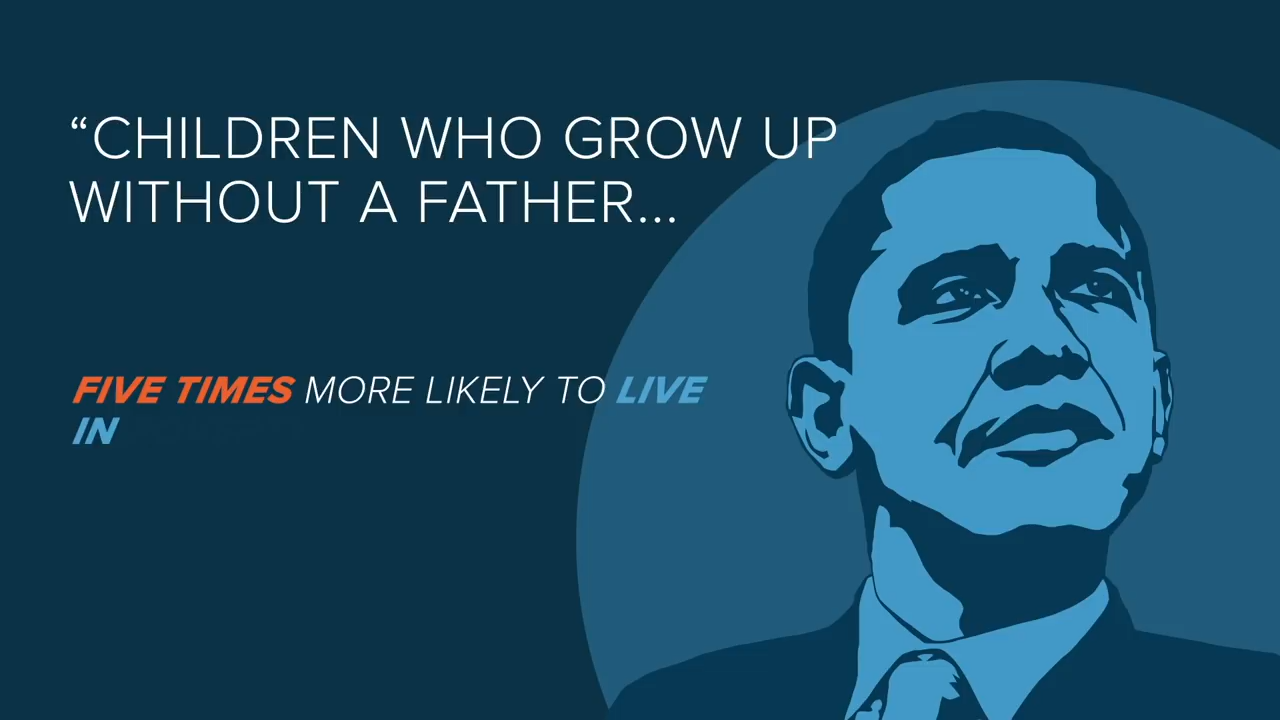 “CHILDREN WHO GROW UP
WITHOUT A FATHER...
FIVE TIMES MORE LIKELY TO LIVE
IN